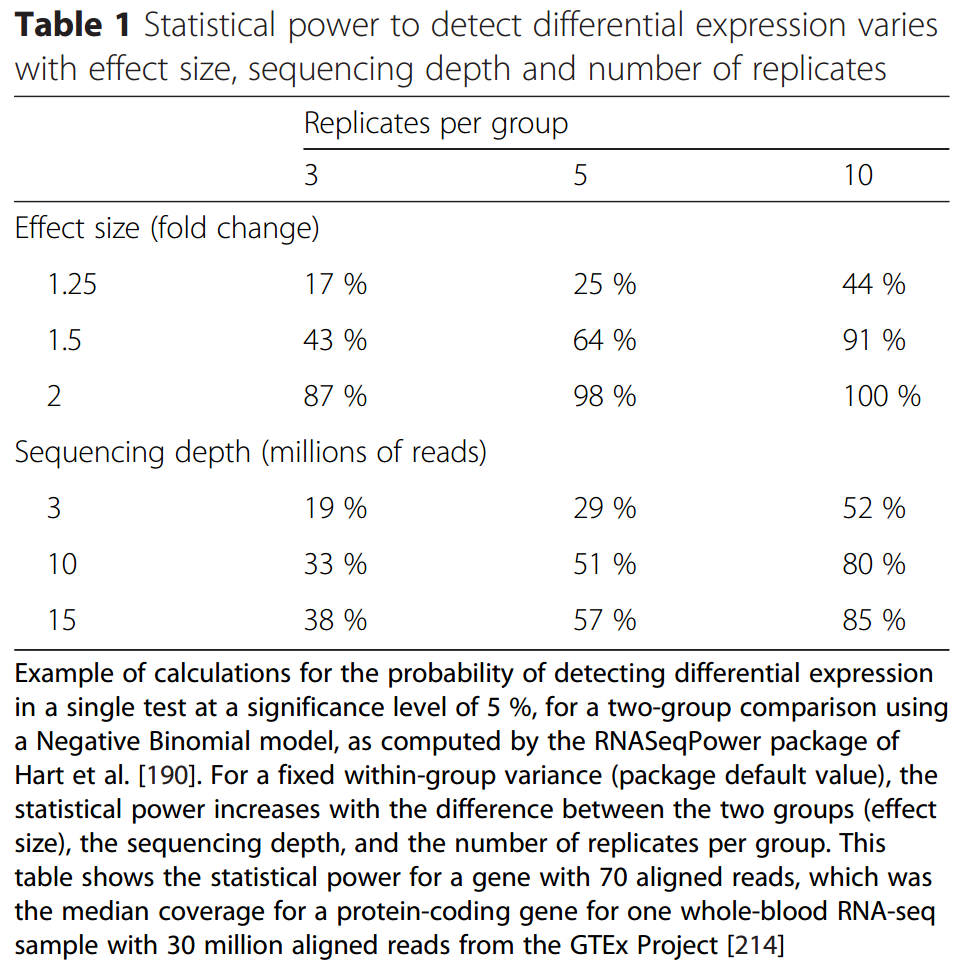 Table 1 Statistical power to detect differential expression varies
with effect size, sequencing depth and number of replicates
Replicates per group
3 5 10
Effect size (fold change)
1.25 17 % 25 % 44 %
1.5 43 % 64 % 91 %
2 87 % 98 % 100 %
Sequencing depth (millions of reads)
3 19 % 29 % 52 %
10 33 % 51 % 80 %
15 38 % 57 % 85 %
Example of calculations for the probability of detecting differential expression
in a single test at a significance level of 5 %, for a two-group comparison using
a Negative Binomial model, as computed by the RNASeqPower package of
Hart et al. [190]. For a fixed within-group variance (package default value), the
statistical power increases with the difference between the two groups (effect
size), the sequencing depth, and the number of replicates per group. This
table shows the statistical power for a gene with 70 aligned reads, which was
the median coverage for a protein-coding gene for one whole-blood RNA-seq
sample with 30 million aligned reads from the GTEx Project [214]